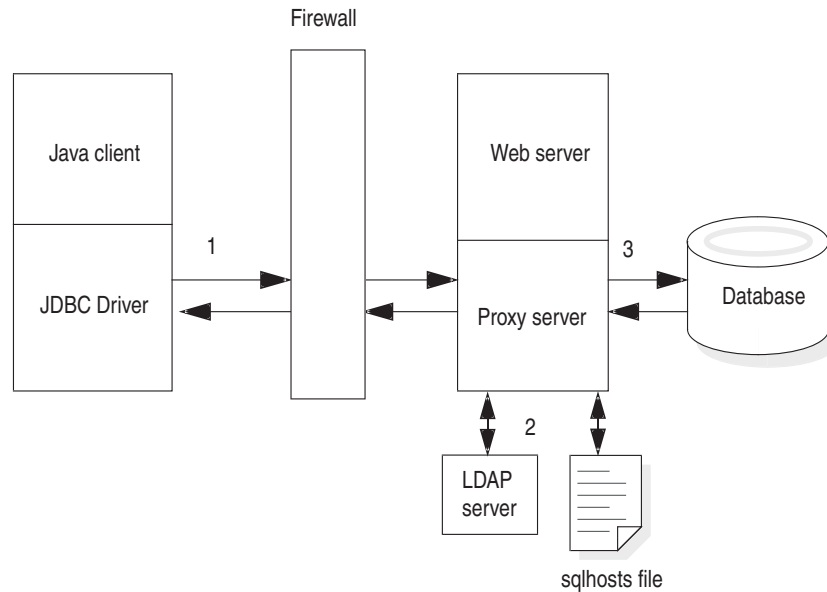 Firewall
Java client
Web server
1
3
JDBC Driver
Proxy server
Database
2
LDAP
server
sqlhosts file